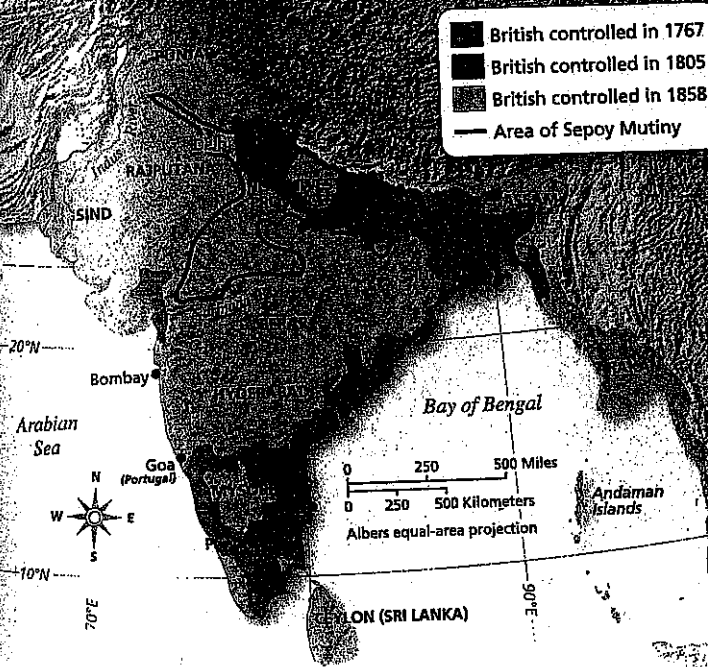 British controlled in 1767
British controlled in 1805
British controlled in 1858
Area of Sepoy Mutiny
Indus
RAJPUTANA
SIND
20°N
Bombay
Bay of Bengal
Arabian
Sea
Goa
(Portugal)
0 250 500 Miles
0 250 500 Kilometers
Albers equal-area projection
N
W E
S
Andaman
Islands
10°N
70°E
90°E
CEYLON (SRI LANKA)